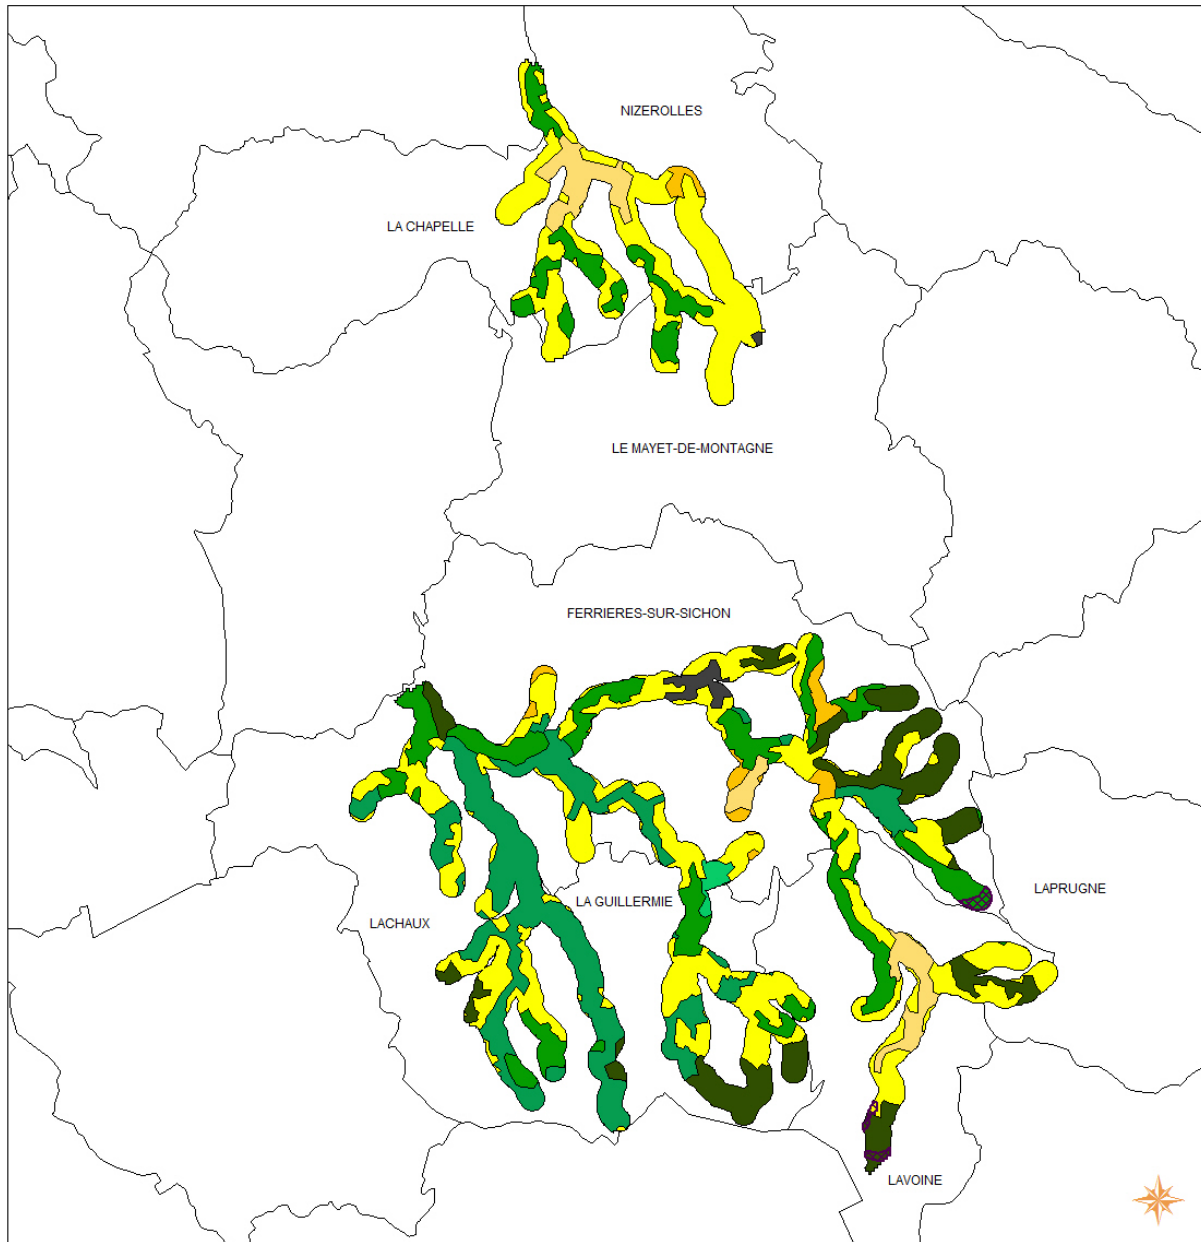 NIZEROLLES
LA CHAPELLE
LE MAYET-DE-MONTAGNE
FERRIERES-SUR-SICHON
LAPRUGNE
LA GUILLERMIE
LACHAUX
LAVOINE